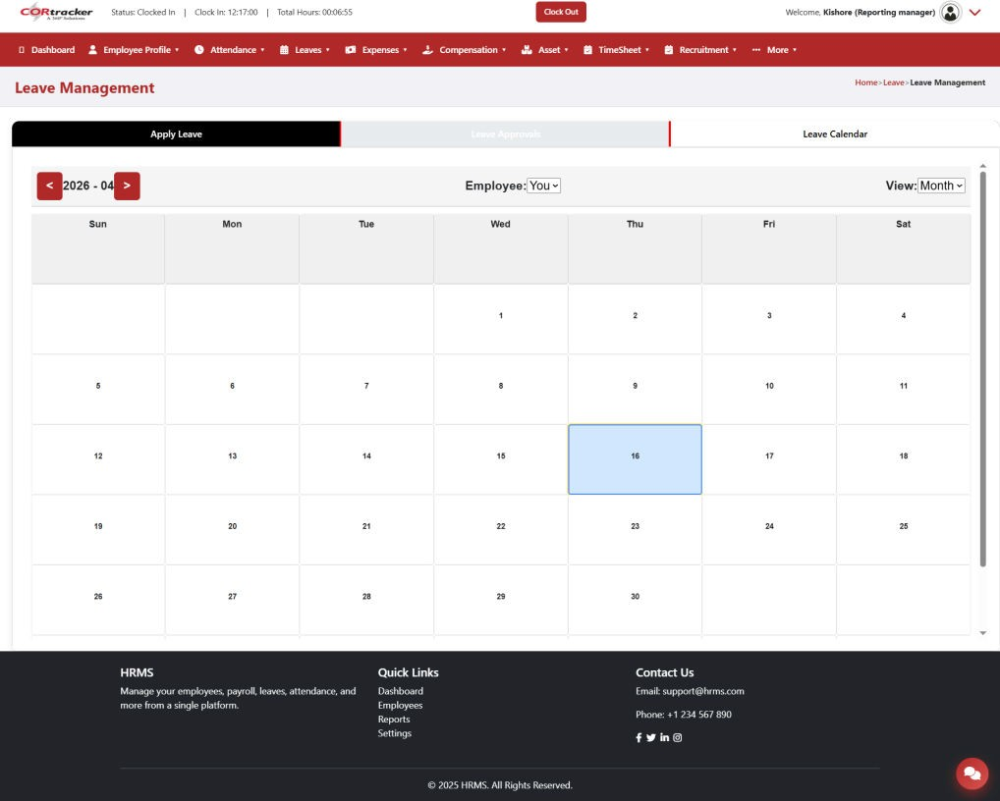 CORtracker
A 360° Solutions
Status: Clocked In | Clock In: 12:17:00 | Total Hours: 00:06:55
Clock Out
Welcome, Kishore (Reporting manager)
Dashboard Employee Profile Attendance Leaves Expenses Compensation Asset TimeSheet Recruitment More
Leave Management
Home>Leave>Leave Management
Apply Leave
Leave Approvals
Leave Calendar
< 2026 - 04 >
Employee: You
View: Month
Sun Mon Tue Wed Thu Fri Sat
1 2 3 4
5 6 7 8 9 10 11
12 13 14 15 16 17 18
19 20 21 22 23 24 25
26 27 28 29 30
HRMS
Manage your employees, payroll, leaves, attendance, and
more from a single platform.
Quick Links
Dashboard
Employees
Reports
Settings
Contact Us
Email: support@hrms.com
Phone: +1 234 567 890
© 2025 HRMS. All Rights Reserved.